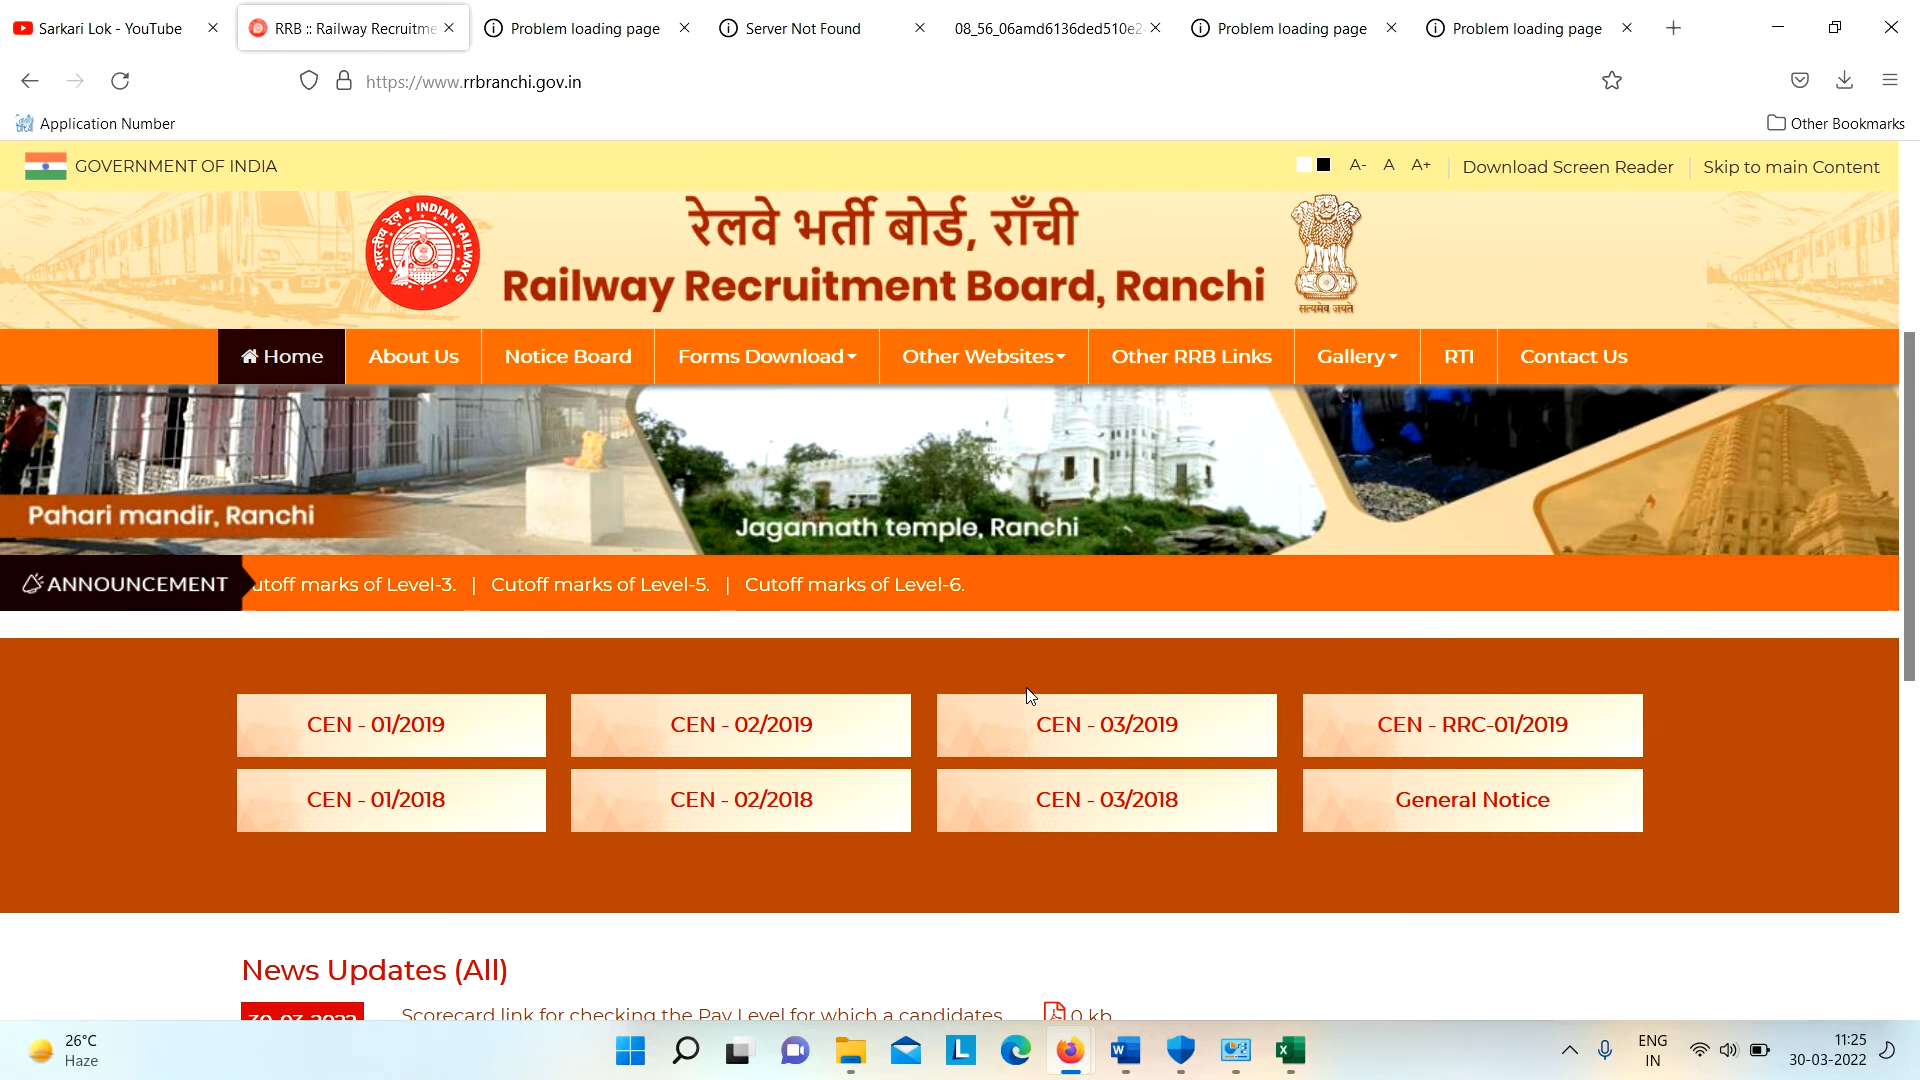 Sarkari Lok - YouTube
RRB :: Railway Recruitme
Problem loading page
Server Not Found
08_56_06amd6136ded510e2
Problem loading page
Problem loading page
https://www.rrbranchi.gov.in
Application Number
Other Bookmarks
GOVERNMENT OF INDIA
A- A A+ Download Screen Reader Skip to main Content
रेलवे भर्ती बोर्ड, राँची
भारतीय रेल INDIAN RAILWAYS
Railway Recruitment Board, Ranchi
सत्यमेव जयते
Home About Us Notice Board Forms Download Other Websites Other RRB Links Gallery RTI Contact Us
Pahari mandir, Ranchi
Jagannath temple, Ranchi
ANNOUNCEMENT utoff marks of Level-3. | Cutoff marks of Level-5. | Cutoff marks of Level-6.
CEN - 01/2019 CEN - 02/2019 CEN - 03/2019 CEN - RRC-01/2019
CEN - 01/2018 CEN - 02/2018 CEN - 03/2018 General Notice
News Updates (All)
30-03-2022 Scorecard link for checking the Pay Level for which a candidates 0 kb
26°C
Haze
ENG
IN
11:25
30-03-2022